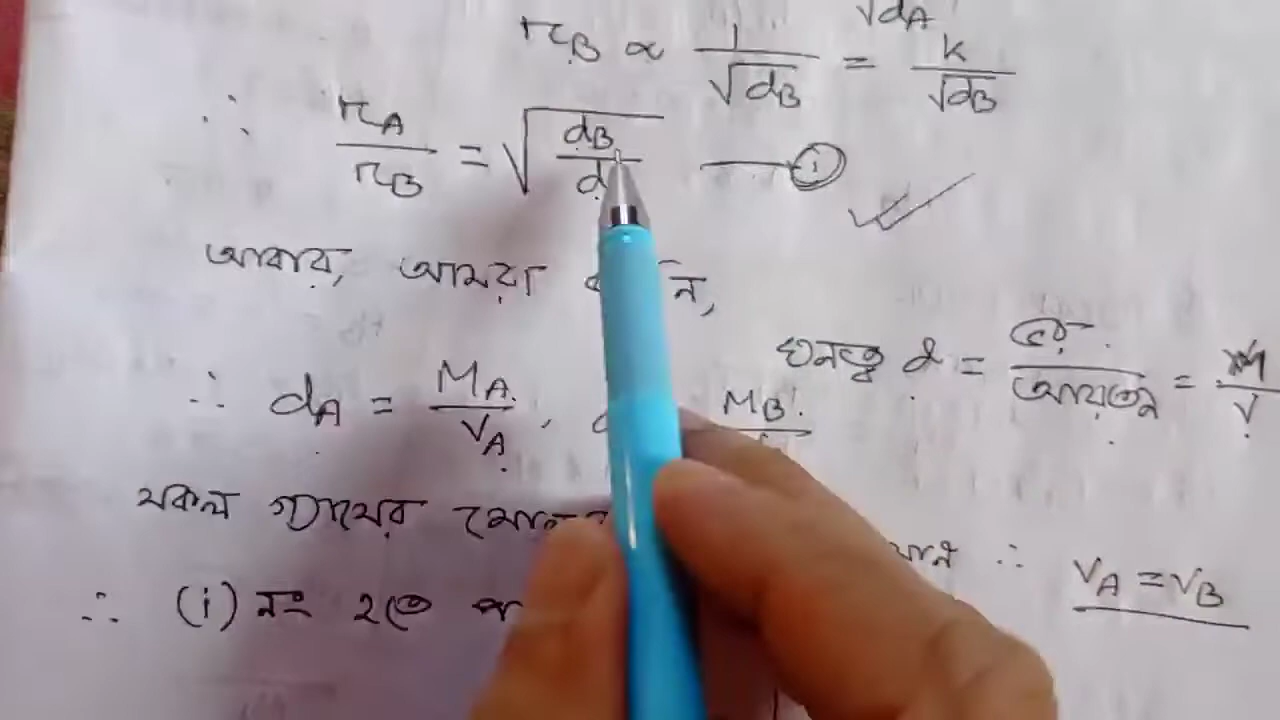 √dA
rB ∝ 1/√dB = K/√dB
∴ rA/rB = √(dB/d —— (i)
আবার, আমরা ন,
ঘনত্ব d = ভর/আয়তন = M/V
∴ dA = MA/VA, MB
সকল গ্যাসের মোলার ∴ VA = VB
∴ (i) নং হতে